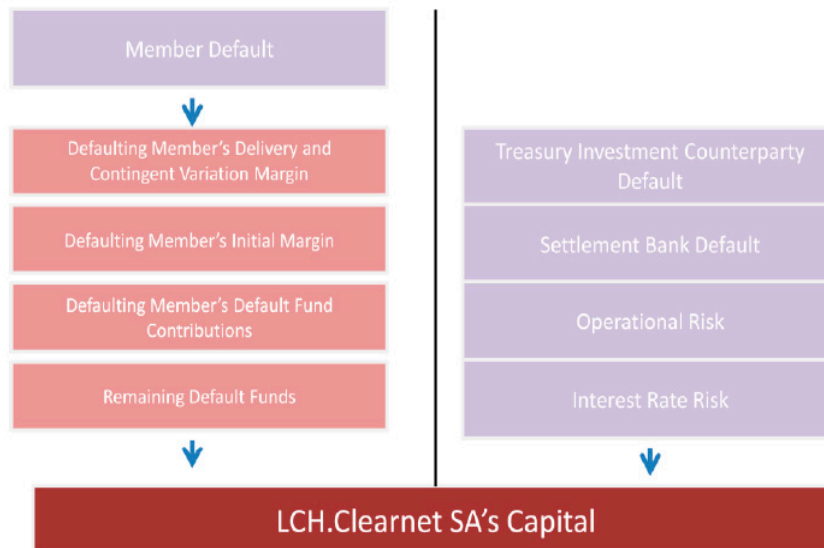 Member Default
Defaulting Member's Delivery and
Contingent Variation Margin
Defaulting Member's Initial Margin
Defaulting Member's Default Fund
Contributions
Remaining Default Funds
Treasury Investment Counterparty
Default
Settlement Bank Default
Operational Risk
Interest Rate Risk
LCH.Clearnet SA's Capital